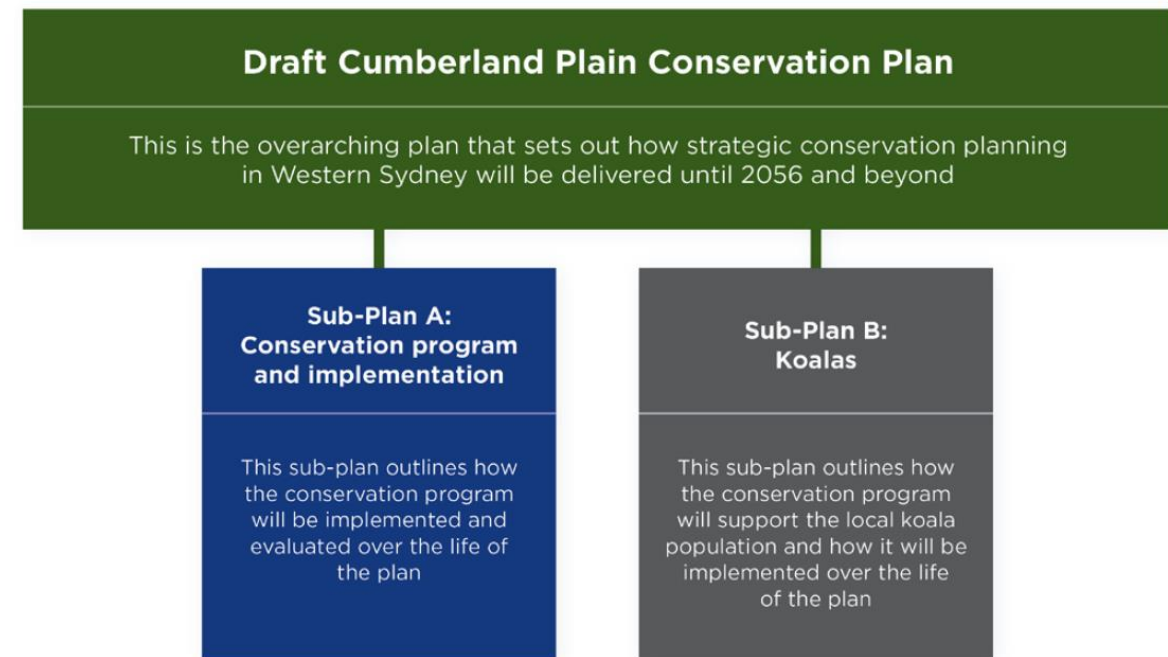 Draft Cumberland Plain Conservation Plan
This is the overarching plan that sets out how strategic conservation planning
in Western Sydney will be delivered until 2056 and beyond
Sub-Plan A:
Conservation program
and implementation
This sub-plan outlines how
the conservation program
will be implemented and
evaluated over the life of
the plan
Sub-Plan B:
Koalas
This sub-plan outlines how
the conservation program
will support the local koala
population and how it will be
implemented over the life
of the plan